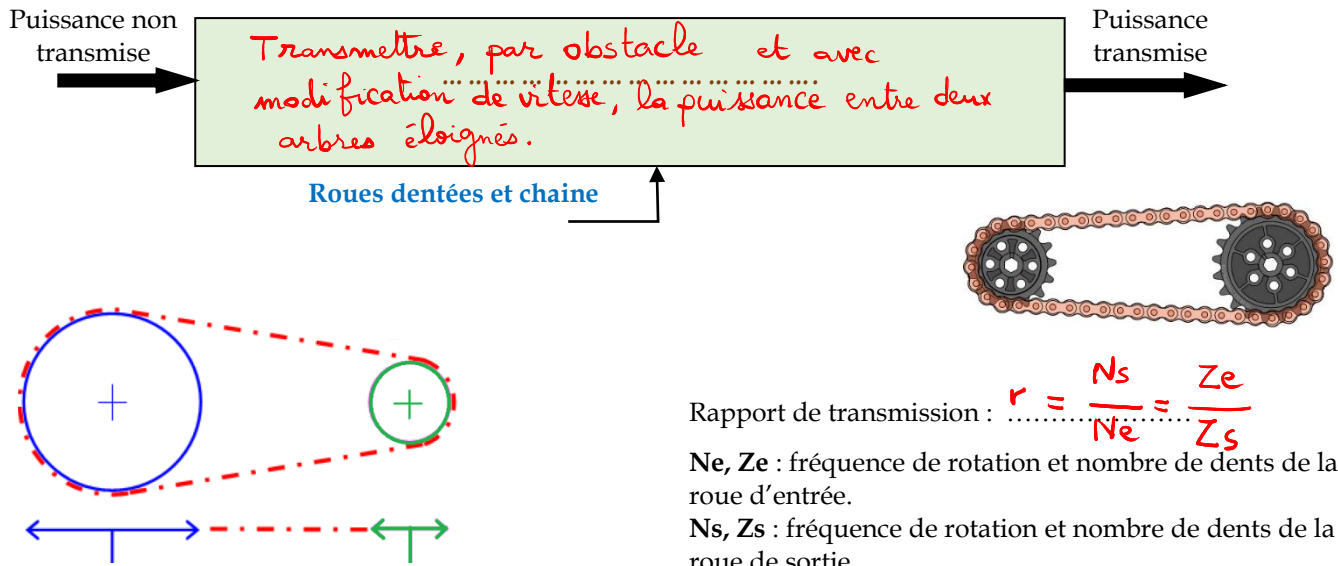 Puissance non
transmise
Puissance
transmise
Transmettre, par obstacle et avec
modification de vitesse, la puissance entre deux
arbres éloignés.
Roues dentées et chaine
Rapport de transmission : r = Ns/Ne = Ze/Zs
Ne, Ze : fréquence de rotation et nombre de dents de la
roue d'entrée.
Ns, Zs : fréquence de rotation et nombre de dents de la
roue de sortie